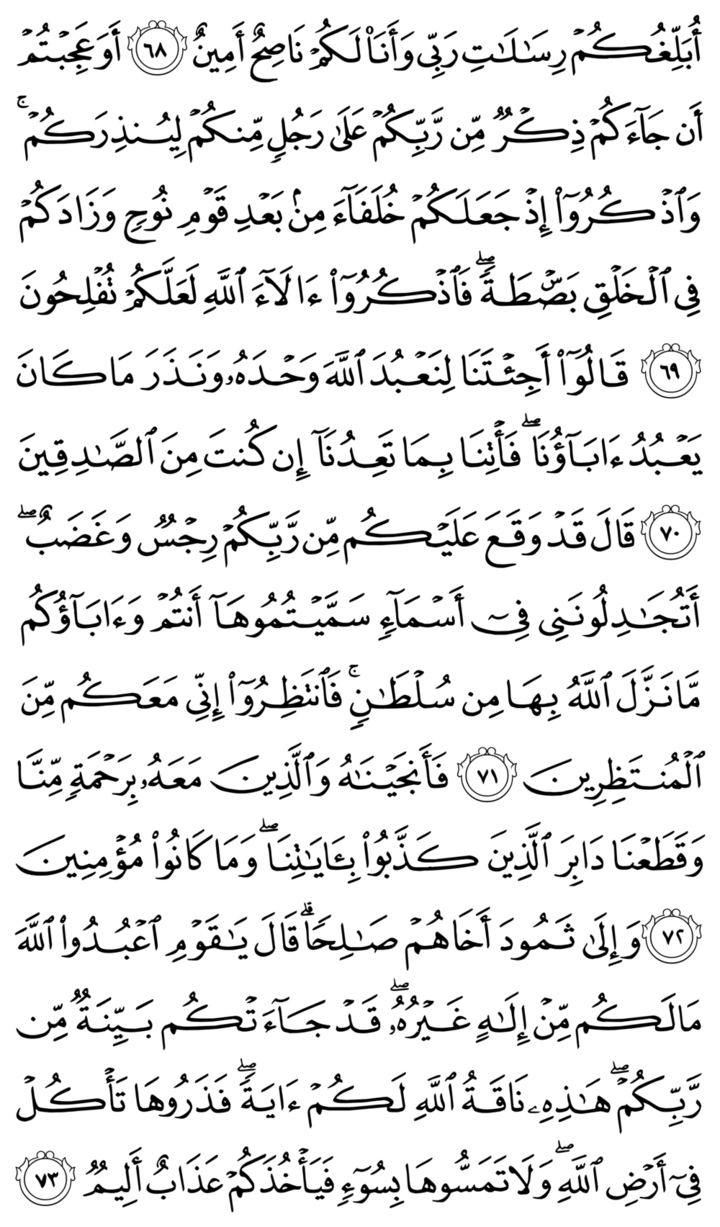 أُبَلِّغُكُمۡ رِسَٰلَٰتِ رَبِّي وَأَنَا۠ لَكُمۡ نَاصِحٌ أَمِينٌ ٦٨ أَوَعَجِبۡتُمۡ
أَن جَآءَكُمۡ ذِكۡرٞ مِّن رَّبِّكُمۡ عَلَىٰ رَجُلٖ مِّنكُمۡ لِيُنذِرَكُمۡۚ
وَٱذۡكُرُوٓاْ إِذۡ جَعَلَكُمۡ خُلَفَآءَ مِنۢ بَعۡدِ قَوۡمِ نُوحٖ وَزَادَكُمۡ
فِي ٱلۡخَلۡقِ بَصۜۡطَةٗۖ فَٱذۡكُرُوٓاْ ءَالَآءَ ٱللَّهِ لَعَلَّكُمۡ تُفۡلِحُونَ
٦٩ قَالُوٓاْ أَجِئۡتَنَا لِنَعۡبُدَ ٱللَّهَ وَحۡدَهُۥ وَنَذَرَ مَا كَانَ
يَعۡبُدُ ءَابَآؤُنَا فَأۡتِنَا بِمَا تَعِدُنَآ إِن كُنتَ مِنَ ٱلصَّٰدِقِينَ
٧٠ قَالَ قَدۡ وَقَعَ عَلَيۡكُم مِّن رَّبِّكُمۡ رِجۡسٞ وَغَضَبٌۖ
أَتُجَٰدِلُونَنِي فِيٓ أَسۡمَآءٖ سَمَّيۡتُمُوهَآ أَنتُمۡ وَءَابَآؤُكُم
مَّا نَزَّلَ ٱللَّهُ بِهَا مِن سُلۡطَٰنٖۚ فَٱنتَظِرُوٓاْ إِنِّي مَعَكُم مِّنَ
ٱلۡمُنتَظِرِينَ ٧١ فَأَنجَيۡنَٰهُ وَٱلَّذِينَ مَعَهُۥ بِرَحۡمَةٖ مِّنَّا
وَقَطَعۡنَا دَابِرَ ٱلَّذِينَ كَذَّبُواْ بِـَٔايَٰتِنَاۖ وَمَا كَانُواْ مُؤۡمِنِينَ
٧٢ وَإِلَىٰ ثَمُودَ أَخَاهُمۡ صَٰلِحٗاۚ قَالَ يَٰقَوۡمِ ٱعۡبُدُواْ ٱللَّهَ
مَا لَكُم مِّنۡ إِلَٰهٍ غَيۡرُهُۥۖ قَدۡ جَآءَتۡكُم بَيِّنَةٞ مِّن
رَّبِّكُمۡۖ هَٰذِهِۦ نَاقَةُ ٱللَّهِ لَكُمۡ ءَايَةٗۖ فَذَرُوهَا تَأۡكُلۡ
فِيٓ أَرۡضِ ٱللَّهِۖ وَلَا تَمَسُّوهَا بِسُوٓءٖ فَيَأۡخُذَكُمۡ عَذَابٌ أَلِيمٞ ٧٣